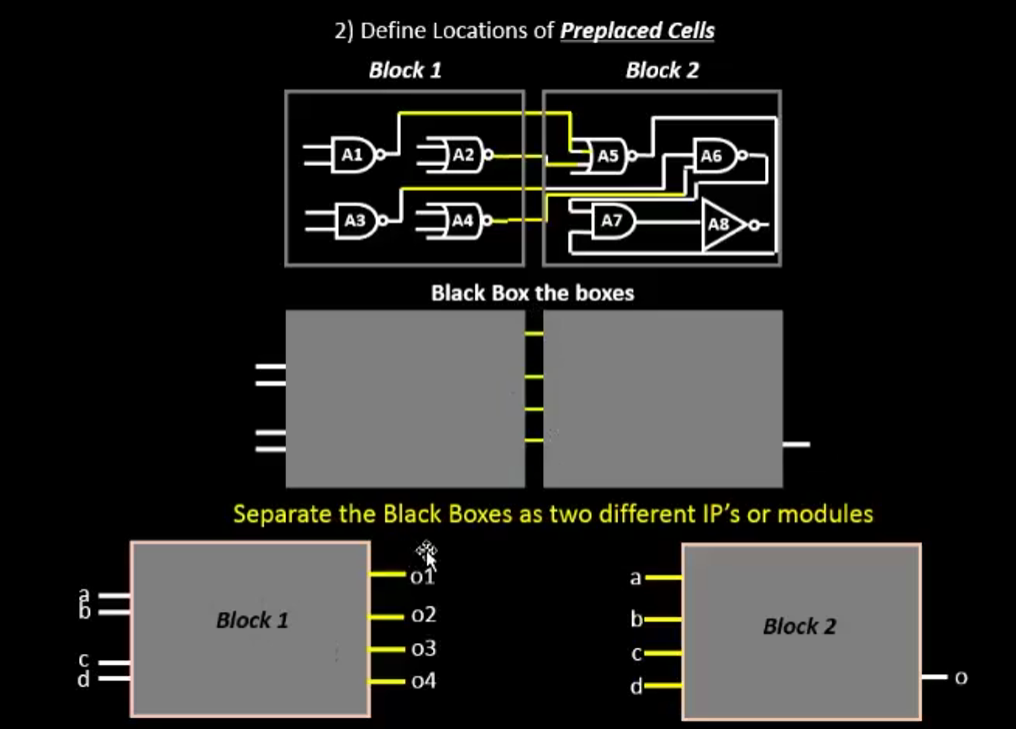 2) Define Locations of Preplaced Cells
Block 1 Block 2
A1 A2 A5 A6
A3 A4 A7 A8
Black Box the boxes
Separate the Black Boxes as two different IP's or modules
a
b
c
d
Block 1
o1
o2
o3
o4
a
b
c
d
Block 2
o